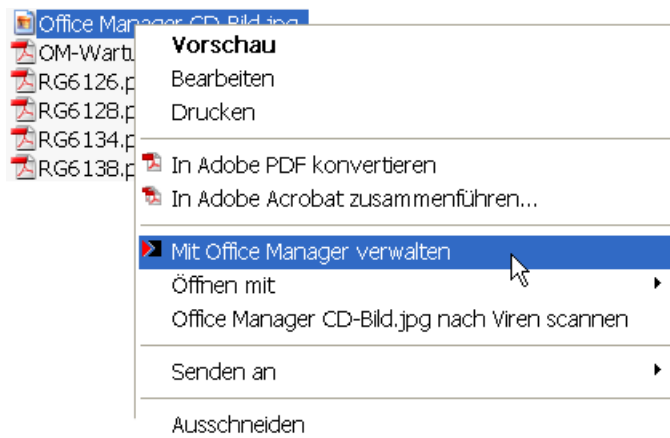 Office Manager CD-Bild.jpg
OM-Wartu
RG6126.p
RG6128.p
RG6134.p
RG6138.p
Vorschau
Bearbeiten
Drucken
In Adobe PDF konvertieren
In Adobe Acrobat zusammenführen...
Mit Office Manager verwalten
Öffnen mit
Office Manager CD-Bild.jpg nach Viren scannen
Senden an
Ausschneiden